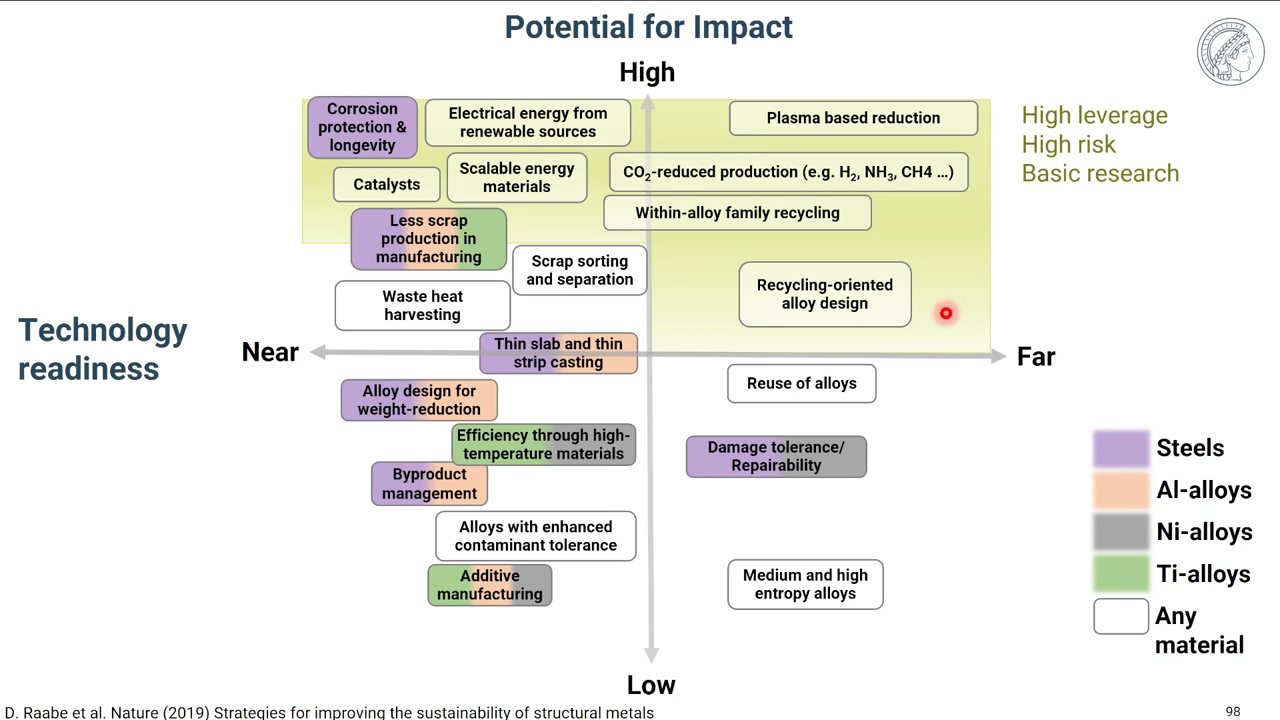 Potential for Impact
High
Corrosion
protection &
longevity
Electrical energy from
renewable sources
Plasma based reduction
High leverage
High risk
Basic research
Catalysts
Scalable energy
materials
CO₂-reduced production (e.g. H₂, NH₃, CH4 ...)
Within-alloy family recycling
Less scrap
production in
manufacturing
Scrap sorting
and separation
Recycling-oriented
alloy design
Waste heat
harvesting
Technology
readiness
Near
Thin slab and thin
strip casting
Far
Reuse of alloys
Alloy design for
weight-reduction
Efficiency through high-
temperature materials
Damage tolerance/
Repairability
Byproduct
management
Alloys with enhanced
contaminant tolerance
Additive
manufacturing
Medium and high
entropy alloys
Steels
Al-alloys
Ni-alloys
Ti-alloys
Any
material
Low
D. Raabe et al. Nature (2019) Strategies for improving the sustainability of structural metals
98